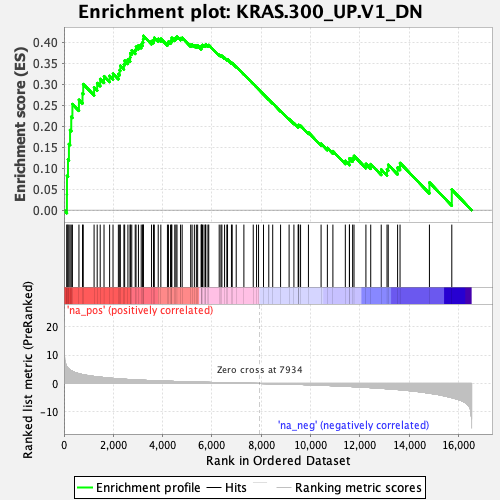 Enrichment plot: KRAS.300_UP.V1_DN
Enrichment score (ES)
0.40
0.35
0.30
0.25
0.20
0.15
0.10
0.05
0.00
'na_pos' (positively correlated)
Ranked list metric (PreRanked)
20
10
0
-10
Zero cross at 7934
'na_neg' (negatively correlated)
0
2,000
4,000
6,000
8,000
10,000
12,000
14,000
16,000
Rank in Ordered Dataset
Enrichment profile
Hits
Ranking metric scores